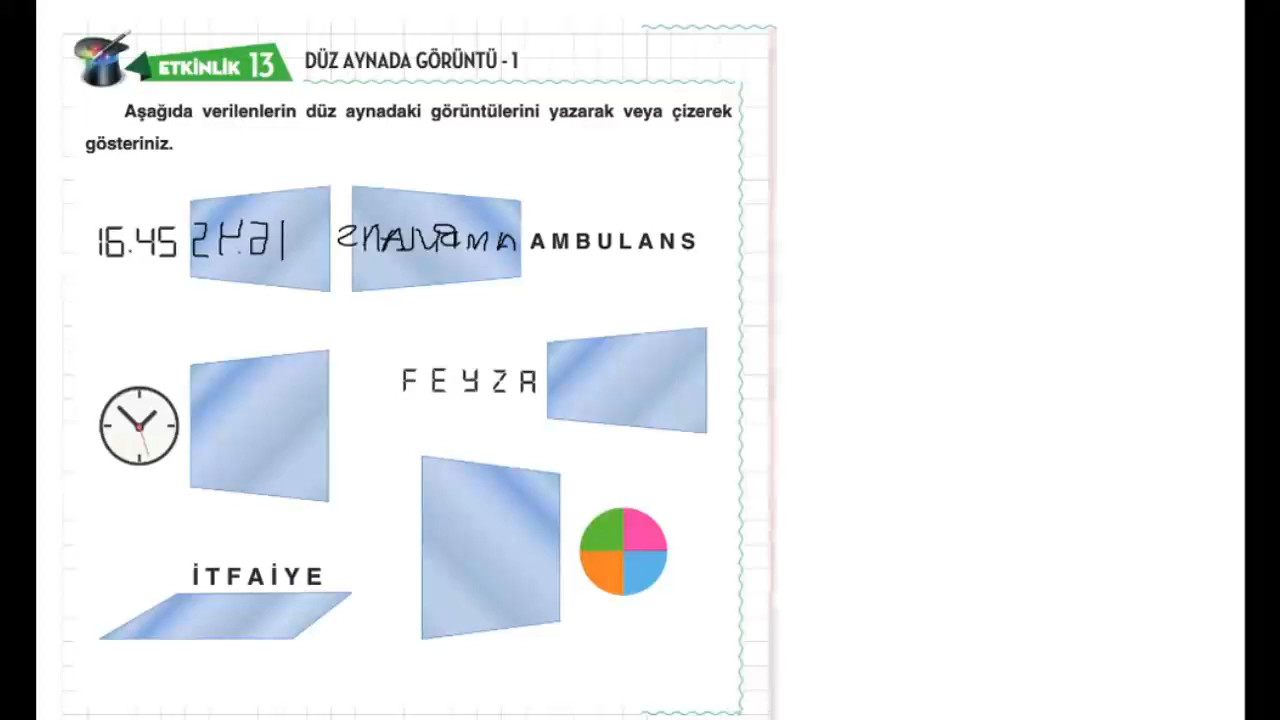 ETKİNLİK 13 DÜZ AYNADA GÖRÜNTÜ - 1
Aşağıda verilenlerin düz aynadaki görüntülerini yazarak veya çizerek
gösteriniz.
16.45
AMBULANS
FEYZA
İTFAİYE